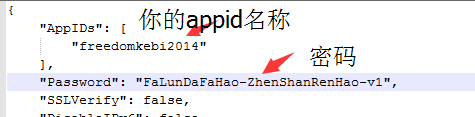 {
你的appid名称
"AppIDs": [
"freedomkebi2014"
],
密码
"Password": "FaLunDaFaHao-ZhenShanRenHao-v1",
"SSLVerify": false,